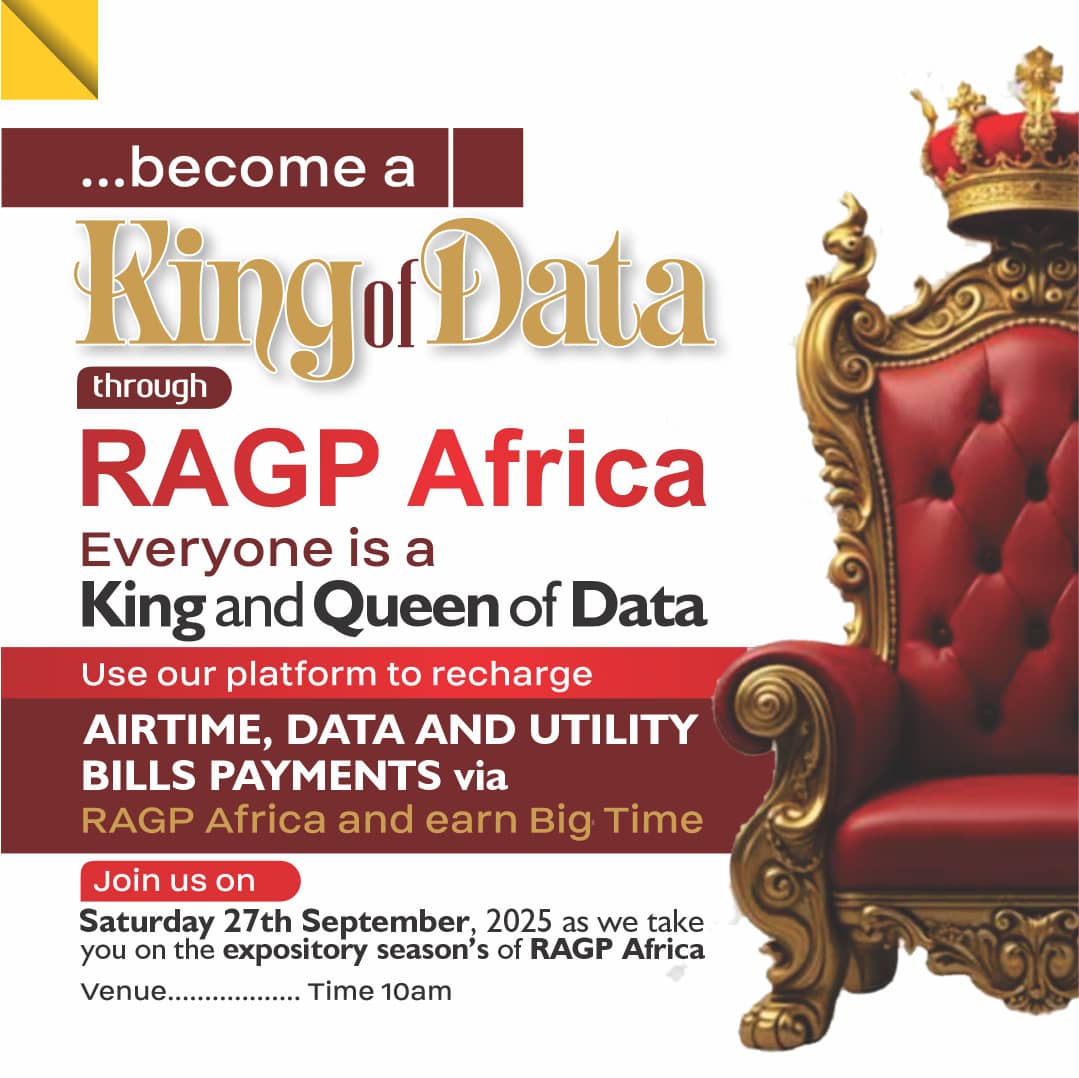 ...become a
King of Data
through
RAGP Africa
Everyone is a
King and Queen of Data
Use our platform to recharge
AIRTIME, DATA AND UTILITY
BILLS PAYMENTS via
RAGP Africa and earn Big Time
Join us on
Saturday 27th September, 2025 as we take
you on the expository season's of RAGP Africa
Venue.................. Time 10am